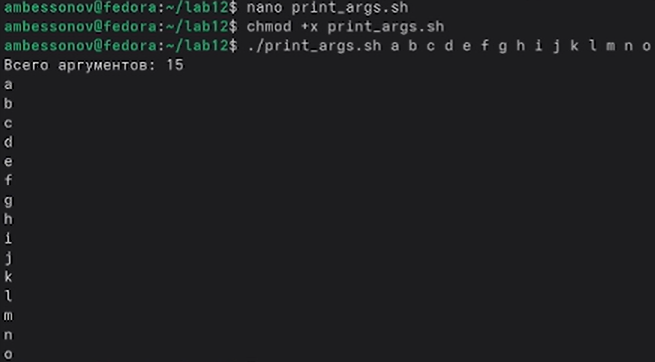 ambessonov@fedora:~/lab12$ nano print_args.sh
ambessonov@fedora:~/lab12$ chmod +x print_args.sh
ambessonov@fedora:~/lab12$ ./print_args.sh a b c d e f g h i j k l m n o
Всего аргументов: 15
a
b
c
d
e
f
g
h
i
j
k
l
m
n
o